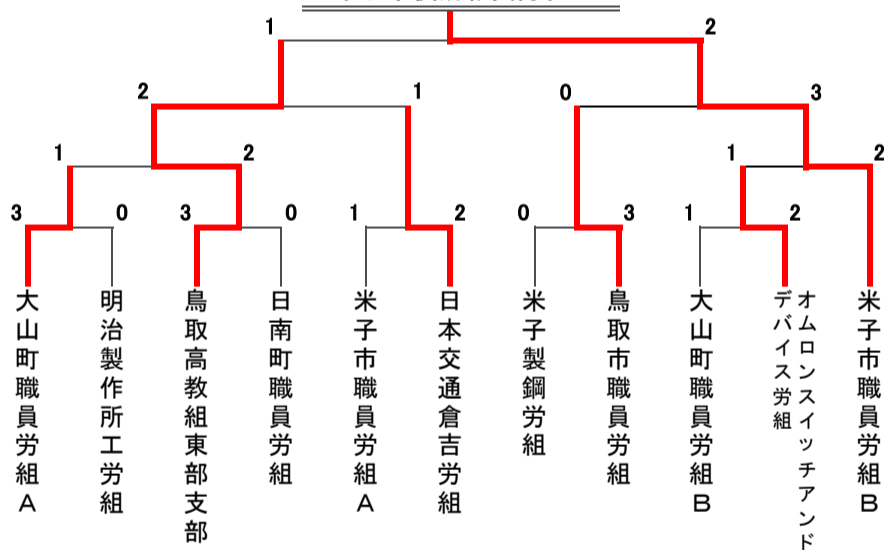 1 2
2 1 0 3
1 2 1 2
3 0 3 0 1 2 0 3 1 2
大山町職員労組A
明治製作所工労組
鳥取高教組東部支部
日南町職員労組
米子市職員労組A
日本交通倉吉労組
米子製鋼労組
鳥取市職員労組
大山町職員労組B
オムロンスイッチアンド
デバイス労組
米子市職員労組B